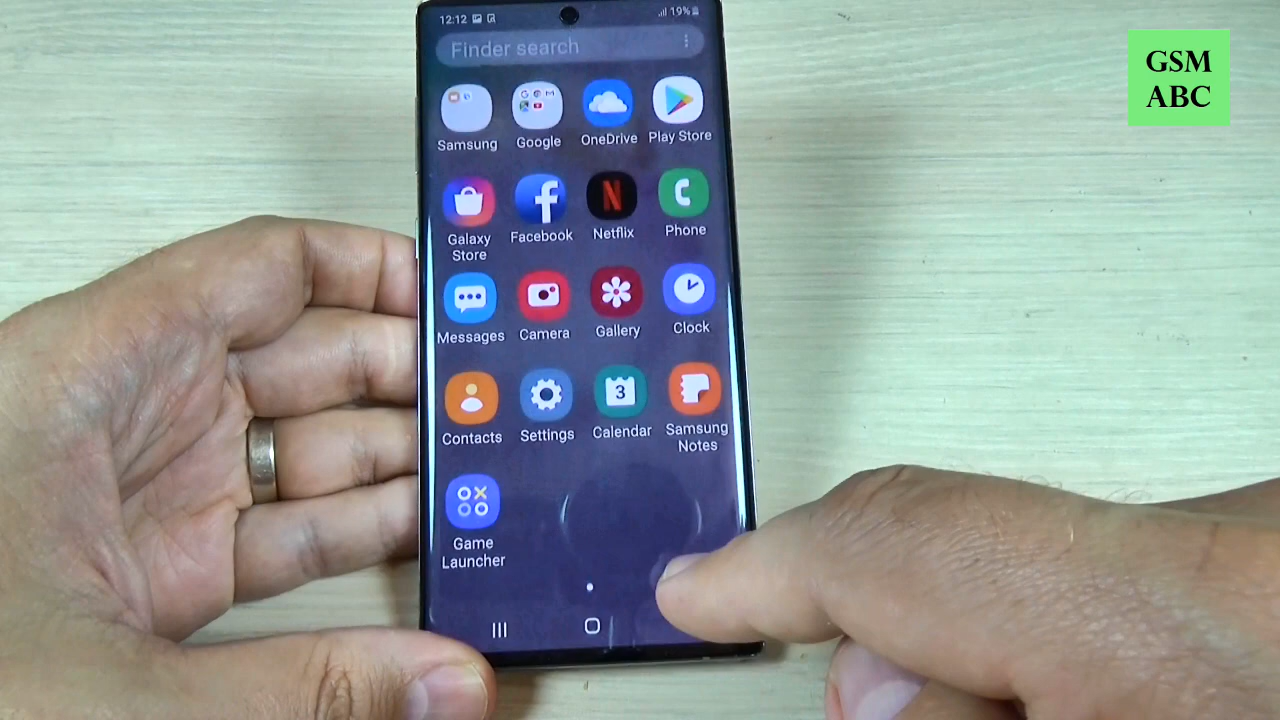 12:12
19%
Finder search
GSM
ABC
Samsung
Google
OneDrive
Play Store
Galaxy
Store
Facebook
Netflix
Phone
Messages
Camera
Gallery
Clock
Contacts
Settings
3
Calendar
Samsung
Notes
Game
Launcher